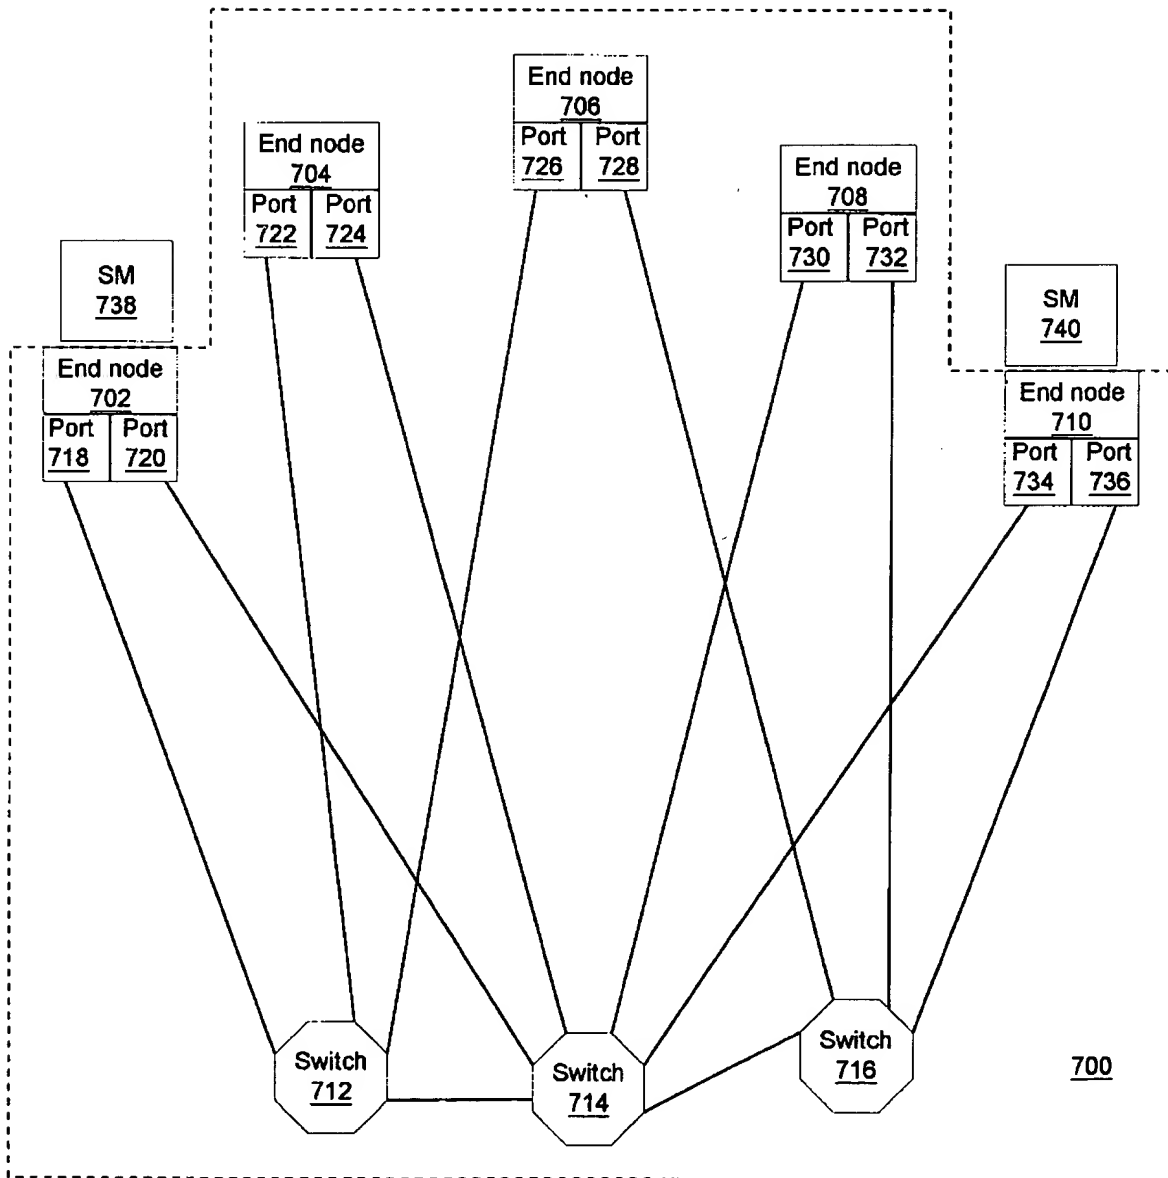 End node
706
Port
726
Port
728
End node
704
Port
722
Port
724
End node
708
Port
730
Port
732
SM
738
SM
740
End node
702
Port
718
Port
720
End node
710
Port
734
Port
736
Switch
712
Switch
714
Switch
716
700